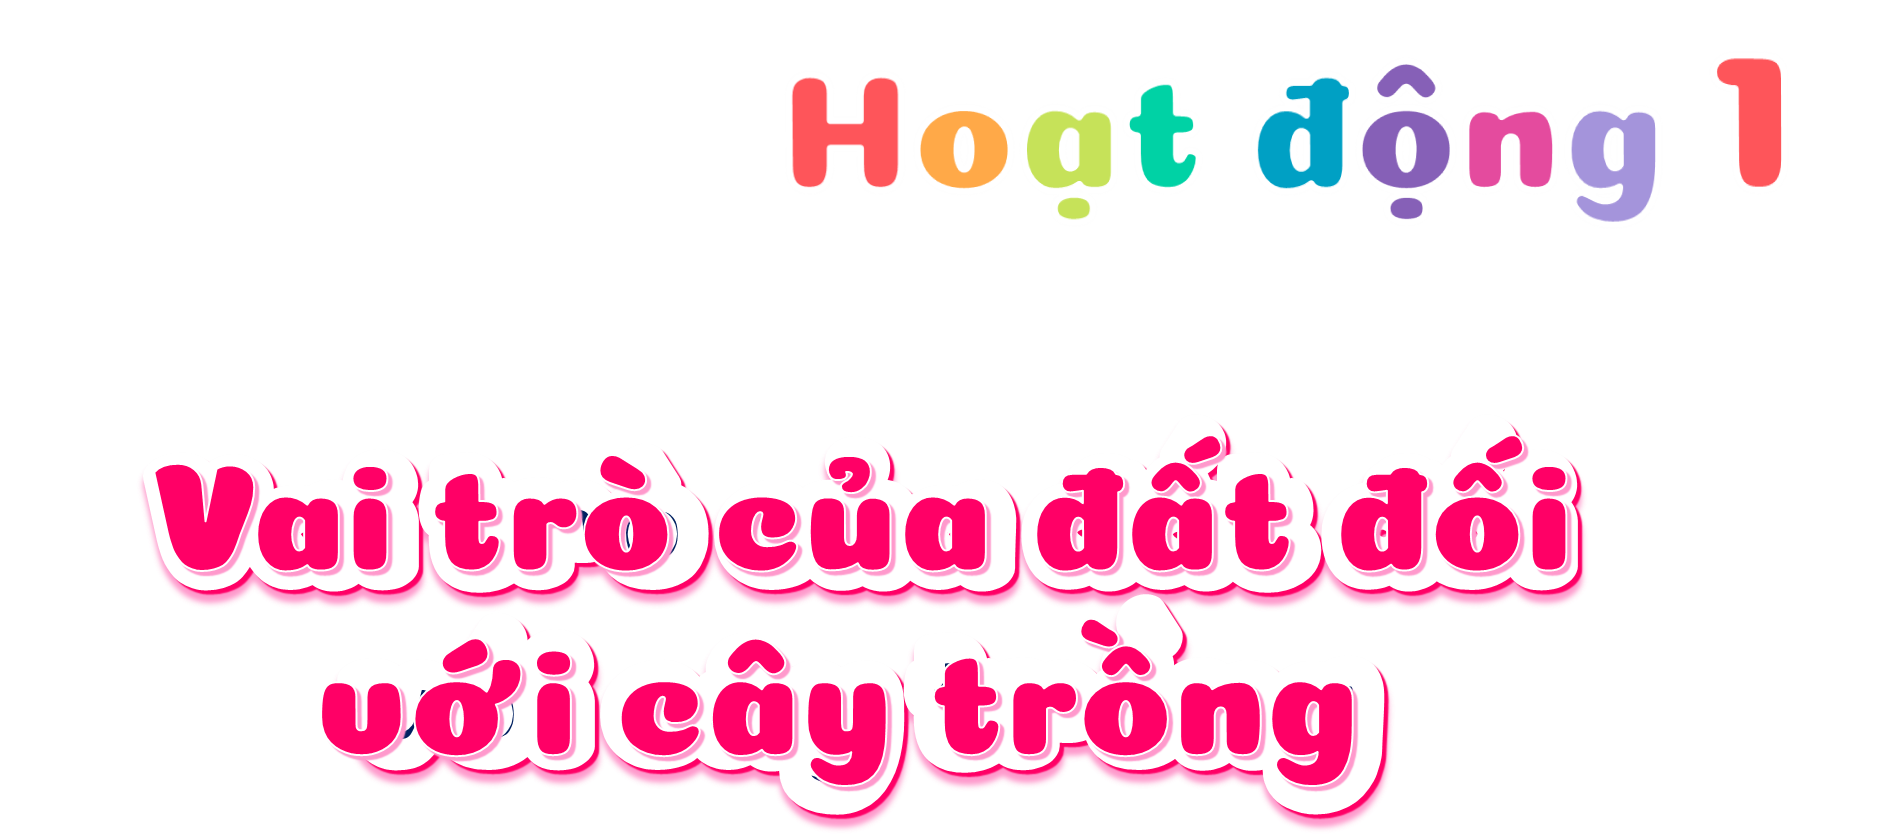 Hoạt động 1
Vai trò của đất đối
với cây trồng